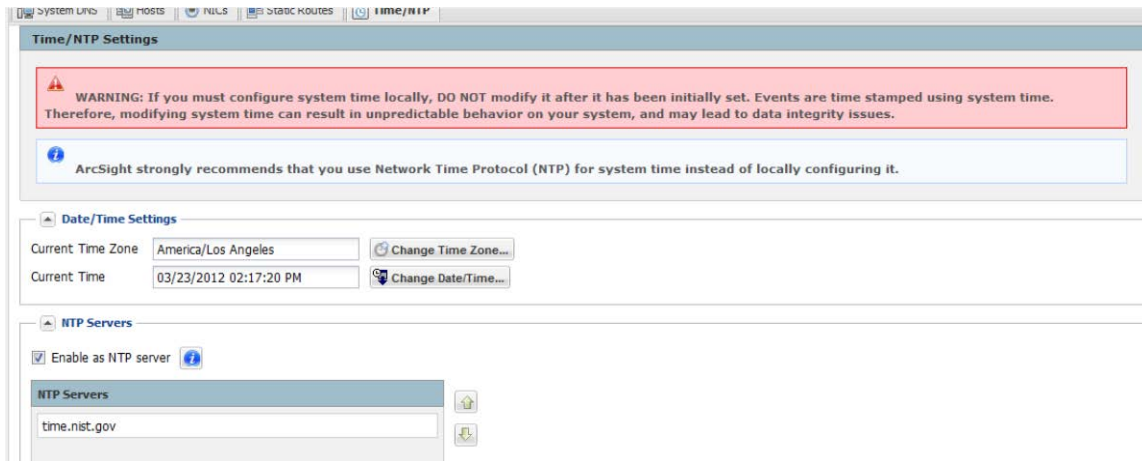 System DNS Hosts NICs Static Routes Time/NTP
Time/NTP Settings
WARNING: If you must configure system time locally, DO NOT modify it after it has been initially set. Events are time stamped using system time.
Therefore, modifying system time can result in unpredictable behavior on your system, and may lead to data integrity issues.
ArcSight strongly recommends that you use Network Time Protocol (NTP) for system time instead of locally configuring it.
Date/Time Settings
Current Time Zone America/Los Angeles Change Time Zone...
Current Time 03/23/2012 02:17:20 PM Change Date/Time...
NTP Servers
Enable as NTP server
NTP Servers
time.nist.gov